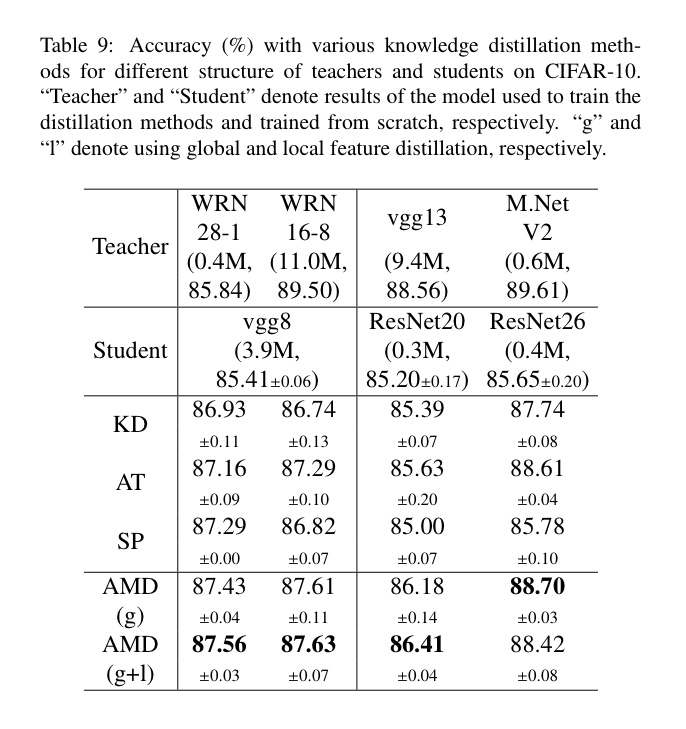 Table 9: Accuracy (%) with various knowledge distillation meth-
ods for different structure of teachers and students on CIFAR-10.
“Teacher” and “Student” denote results of the model used to train the
distillation methods and trained from scratch, respectively. “g” and
“l” denote using global and local feature distillation, respectively.
Teacher
WRN 28-1 (0.4M, 85.84)
WRN 16-8 (11.0M, 89.50)
vgg13 (9.4M, 88.56)
M.Net V2 (0.6M, 89.61)
Student
vgg8 (3.9M, 85.41±0.06)
ResNet20 (0.3M, 85.20±0.17)
ResNet26 (0.4M, 85.65±0.20)
KD
86.93 86.74 85.39 87.74
±0.11 ±0.13 ±0.07 ±0.08
AT
87.16 87.29 85.63 88.61
±0.09 ±0.10 ±0.20 ±0.04
SP
87.29 86.82 85.00 85.78
±0.00 ±0.07 ±0.07 ±0.10
AMD 87.43 87.61 86.18 88.70
(g) ±0.04 ±0.11 ±0.14 ±0.03
AMD 87.56 87.63 86.41 88.42
(g+l) ±0.03 ±0.07 ±0.04 ±0.08